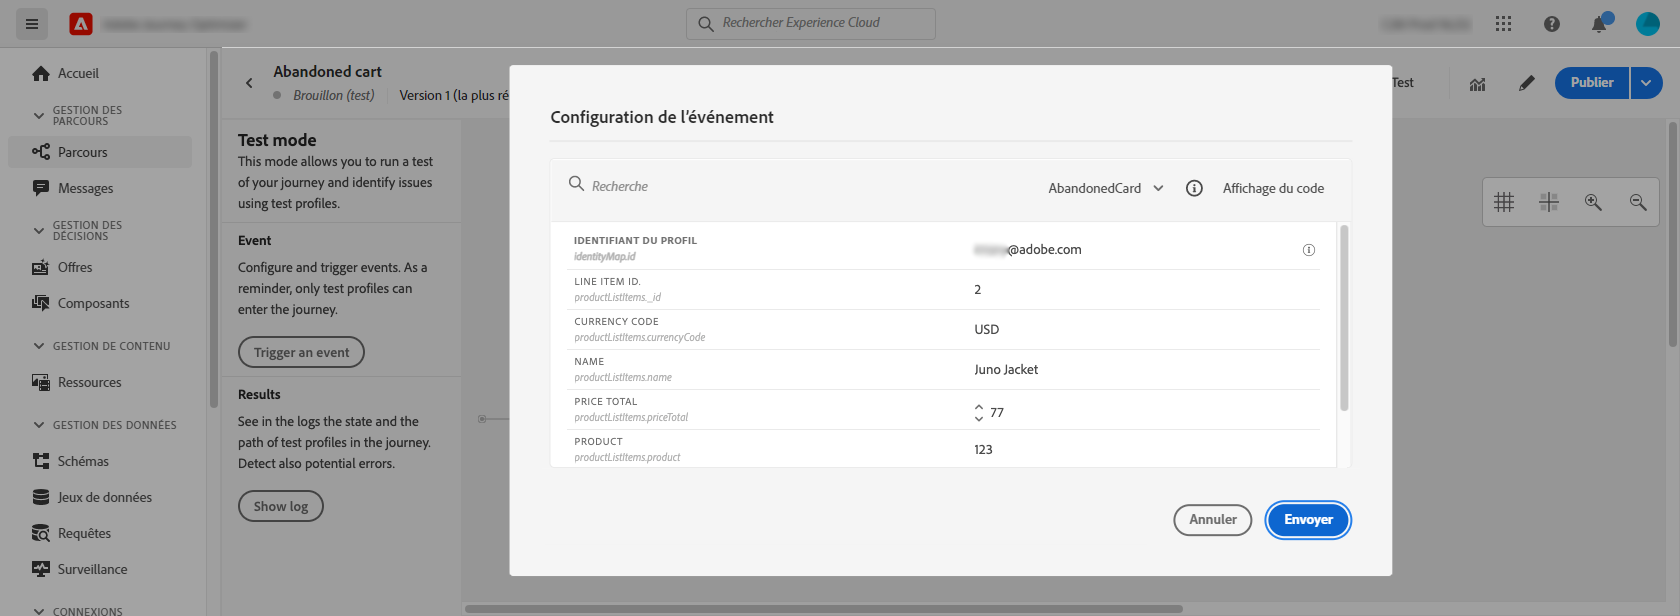 Rechercher Experience Cloud
Accueil
GESTION DES
PARCOURS
Parcours
Messages
GESTION DES
DÉCISIONS
Offres
Composants
GESTION DE CONTENU
Ressources
GESTION DES DONNÉES
Schémas
Jeux de données
Requêtes
Surveillance
CONNEXIONS
Abandoned cart
Brouillon (test)
Version 1 (la plus ré
Test
Publier
Test mode
This mode allows you to run a test
of your journey and identify issues
using test profiles.
Event
Configure and trigger events. As a
reminder, only test profiles can
enter the journey.
Trigger an event
Results
See in the logs the state and the
path of test profiles in the journey.
Detect also potential errors.
Show log
Configuration de l'événement
Recherche
AbandonedCard
Affichage du code
IDENTIFIANT DU PROFIL
identityMap.id
@adobe.com
LINE ITEM ID.
productListItems._id
2
CURRENCY CODE
productListItems.currencyCode
USD
NAME
productListItems.name
Juno Jacket
PRICE TOTAL
productListItems.priceTotal
77
PRODUCT
productListItems.product
123
Annuler
Envoyer